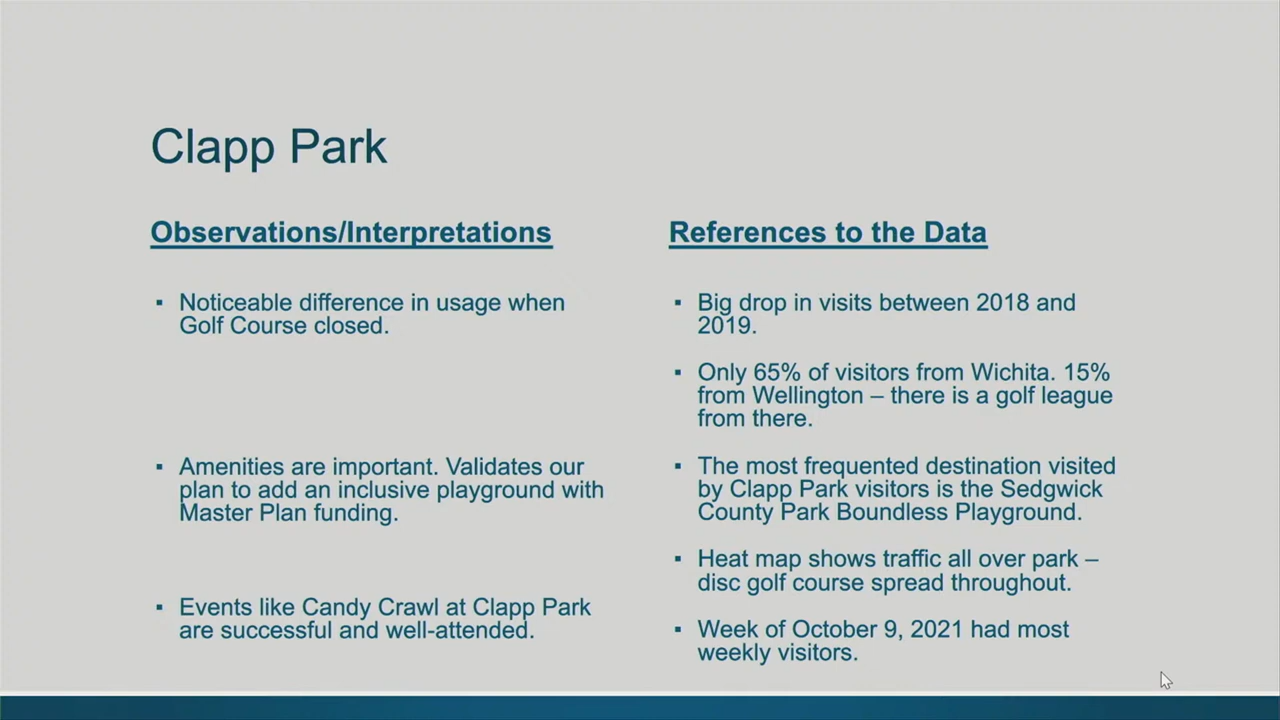 Clapp Park
Observations/Interpretations
▪ Noticeable difference in usage when
Golf Course closed.
▪ Amenities are important. Validates our
plan to add an inclusive playground with
Master Plan funding.
▪ Events like Candy Crawl at Clapp Park
are successful and well-attended.
References to the Data
▪ Big drop in visits between 2018 and
2019.
▪ Only 65% of visitors from Wichita. 15%
from Wellington – there is a golf league
from there.
▪ The most frequented destination visited
by Clapp Park visitors is the Sedgwick
County Park Boundless Playground.
▪ Heat map shows traffic all over park –
disc golf course spread throughout.
▪ Week of October 9, 2021 had most
weekly visitors.